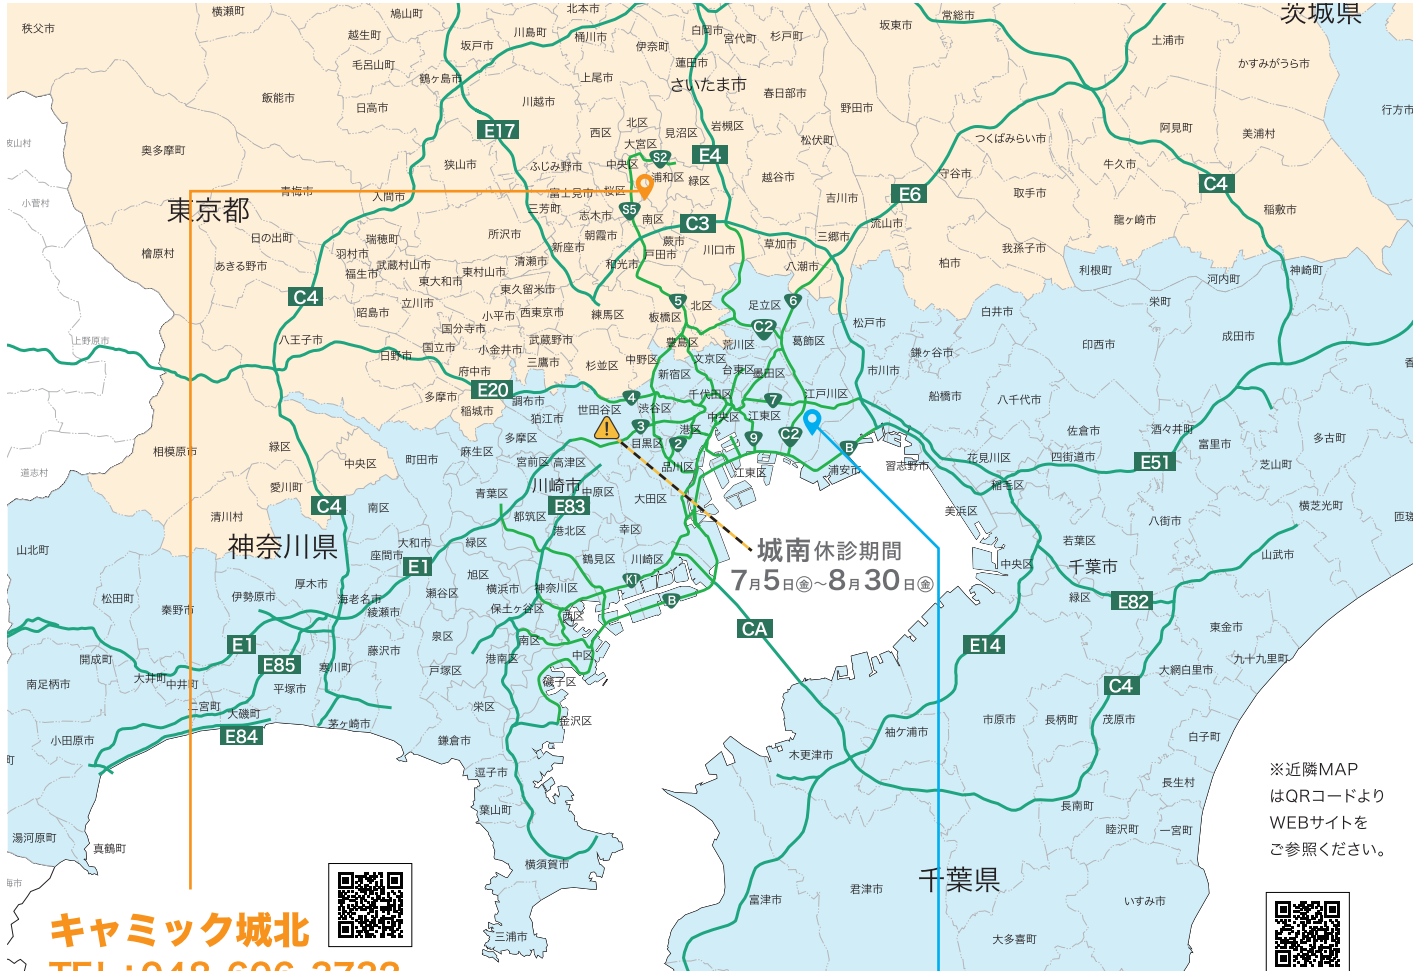 茨城県
秩父市
横瀬町
鳩山町
北本市
白岡市
宮代町
杉戸町
坂東市
常総市
越生町
坂戸市
川島町
桶川市
伊奈町
土浦市
毛呂山町
鶴ヶ島市
上尾市
蓮田市
さいたま市
かすみがうら市
飯能市
日高市
川越市
春日部市
野田市
行方市
E17
西区
北区
見沼区
岩槻区
阿見町
美浦村
奥多摩町
大宮区
松伏町
つくばみらい市
狭山市
ふじみ野市
中央区
S2
E4
越谷市
牛久市
守谷市
C4
小菅村
青梅市
入間市
富士見市
桜区
浦和区
緑区
吉川市
E6
取手市
東京都
三芳町
志木市
S5
南区
C3
流山市
龍ヶ崎市
稲敷市
檜原村
日の出町
瑞穂町
所沢市
朝霞市
蕨市
川口市
草加市
三郷市
我孫子市
羽村市
新座市
戸田市
あきる野市
福生市
武蔵村山市
東村山市
清瀬市
和光市
八潮市
柏市
利根町
河内町
神崎町
東大和市
東久留米市
C4
昭島市
立川市
小平市
西東京市
練馬区
板橋区
5
北区
足立区
6
松戸市
白井市
栄町
成田市
上野原市
八王子市
国分寺市
武蔵野市
豊島区
荒川区
C2
葛飾区
鎌ヶ谷市
印西市
日野市
国立市
小金井市
三鷹市
杉並区
中野区
文京区
台東区
墨田区
市川市
香
府中市
新宿区
E20
多摩市
稲城市
調布市
狛江市
世田谷区
4
渋谷区
千代田区
中央区
7
江東区
江戸川区
船橋市
八千代市
佐倉市
酒々井町
多古町
相模原市
緑区
多摩区
3
目黒区
港区
2
9
C2
B
富里市
道志村
中央区
町田市
麻生区
宮前区
高津区
品川区
江東区
浦安市
習志野市
花見川区
四街道市
E51
芝山町
愛川町
川崎市
中原区
稲毛区
清川村
C4
南区
青葉区
E83
大田区
美浜区
横芝光町
神奈川県
都筑区
港北区
幸区
八街市
匝瑳
山北町
大和市
座間市
緑区
E1
鶴見区
川崎区
城南休診期間
7月5日㊎～8月30日㊎
若葉区
中央区
千葉市
山武市
松田町
秦野市
伊勢原市
厚木市
海老名市
綾瀬市
旭区
瀬谷区
横浜市
神奈川区
K1
B
緑区
E82
保土ヶ谷区
西区
CA
E1
泉区
南区
E14
東金市
開成町
E85
寒川町
藤沢市
港南区
中区
九十九里町
南足柄市
大井町
中井町
平塚市
戸塚区
磯子区
大網白里市
C4
二宮町
大磯町
茅ヶ崎市
栄区
金沢区
市原市
長柄町
茂原市
小田原市
E84
鎌倉市
袖ケ浦市
白子町
町
木更津市
逗子市
※近隣MAP
はQRコードより
WEBサイトを
ご参照ください。
葉山町
長生村
長南町
湯河原町
真鶴町
睦沢町
一宮町
横須賀市
千葉県
君津市
富津市
いすみ市
キャミック城北
三浦市
大多喜町
TEL：048-606-3732